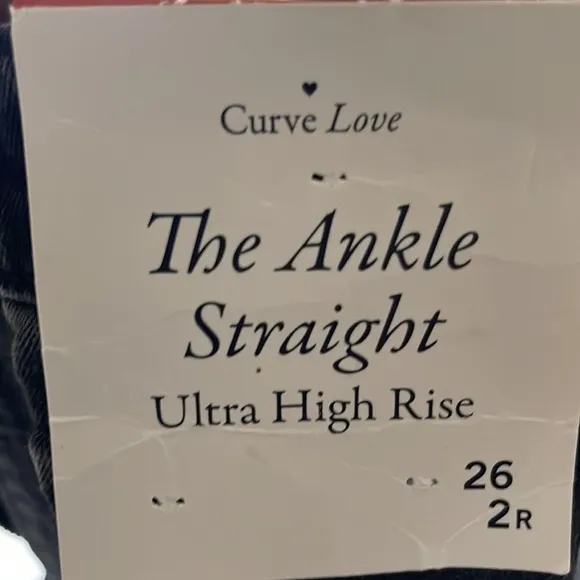 Curve Love
The Ankle
Straight
Ultra High Rise
26
2R